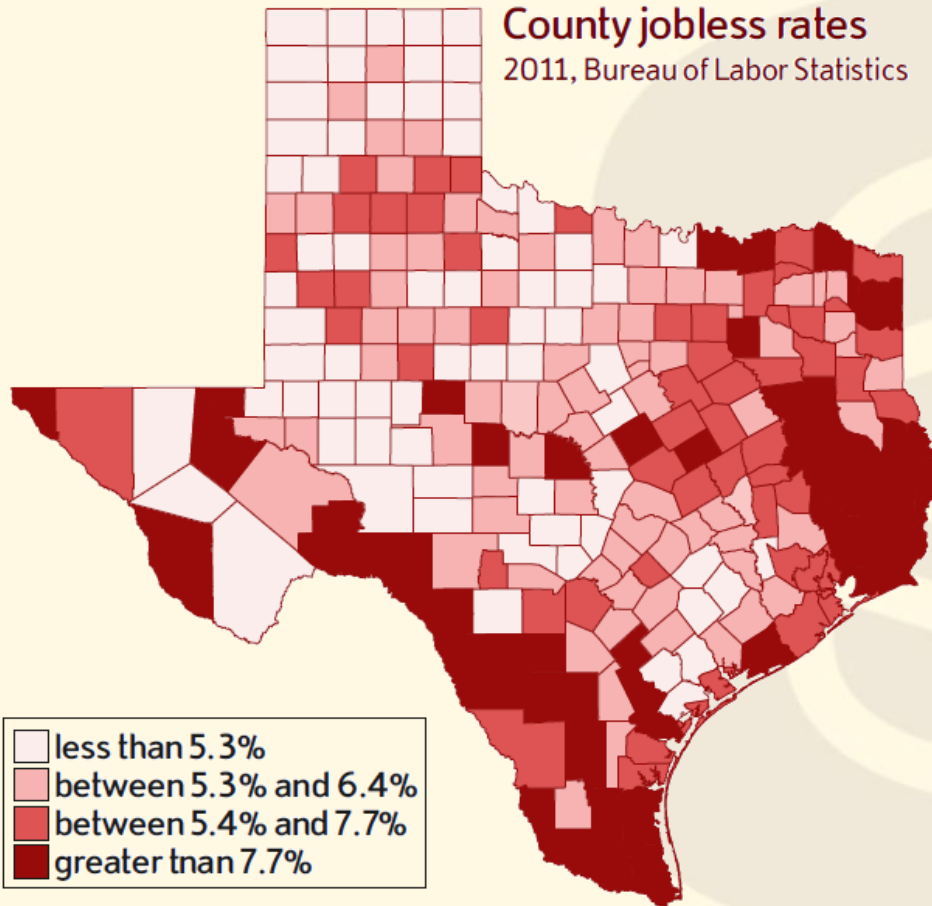 County jobless rates
2011, Bureau of Labor Statistics
less than 5.3%
between 5.3% and 6.4%
between 5.4% and 7.7%
greater tnan 7.7%